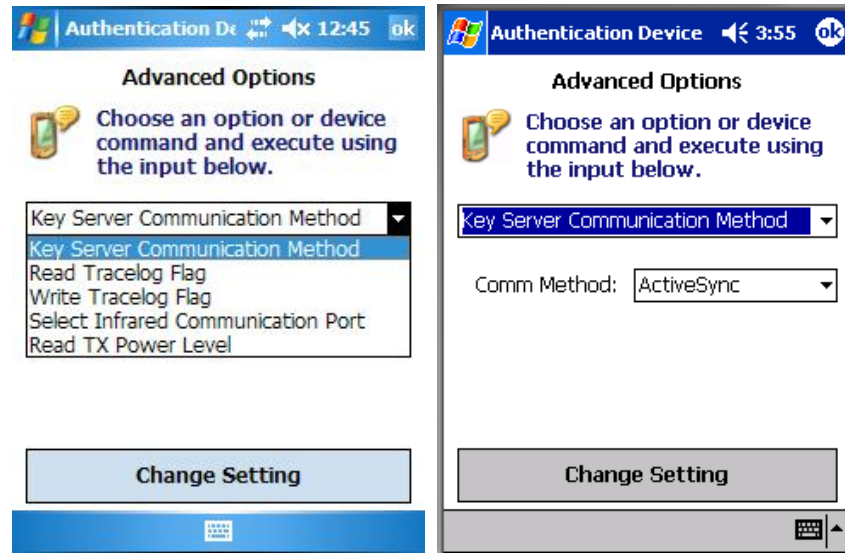 Authentication De 12:45 ok
Advanced Options
Choose an option or device
command and execute using
the input below.
Key Server Communication Method
Key Server Communication Method
Read Tracelog Flag
Write Tracelog Flag
Select Infrared Communication Port
Read TX Power Level
Change Setting
Authentication Device 3:55 ok
Advanced Options
Choose an option or device
command and execute using
the input below.
Key Server Communication Method
Comm Method: ActiveSync
Change Setting